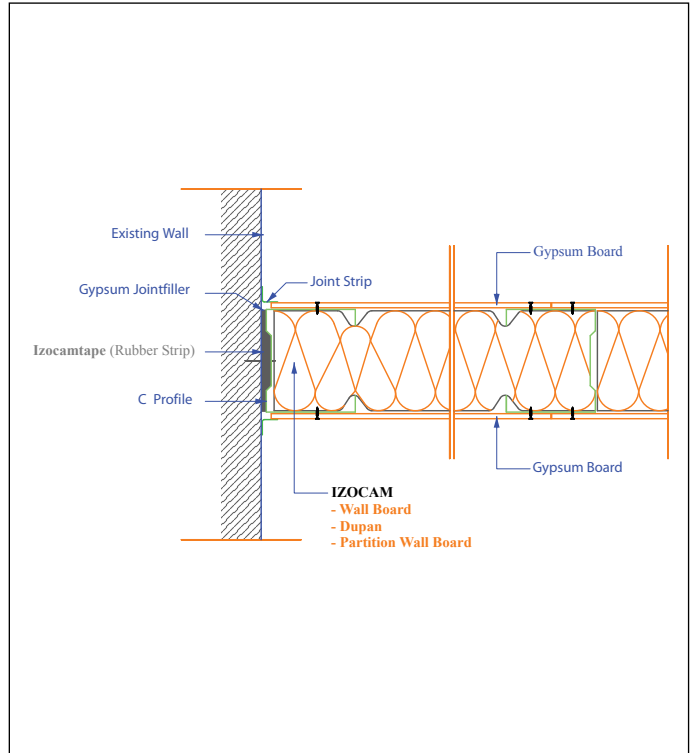 Existing Wall
Gypsum Board
Joint Strip
Gypsum Jointfiller
Izocamtape (Rubber Strip)
C Profile
Gypsum Board
IZOCAM
- Wall Board
- Dupan
- Partition Wall Board